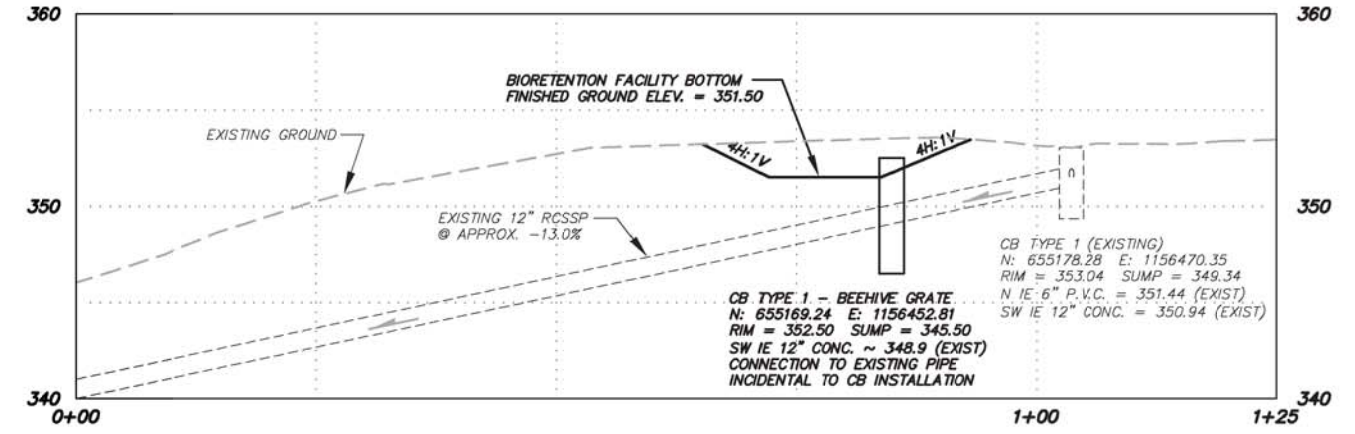 360
360
BIORETENTION FACILITY BOTTOM
FINISHED GROUND ELEV. = 351.50
EXISTING GROUND
4H:1V
4H:1V
350
350
EXISTING 12" RCSSP
@ APPROX. -13.0%
CB TYPE 1 (EXISTING)
N: 655178.28 E: 1156470.35
RIM = 353.04 SUMP = 349.34
N IE 6" P.V.C. = 351.44 (EXIST)
SW IE 12" CONC. = 350.94 (EXIST)
CB TYPE 1 - BEEHIVE GRATE
N: 655169.24 E: 1156452.81
RIM = 352.50 SUMP = 345.50
SW IE 12" CONC. ~ 348.9 (EXIST)
CONNECTION TO EXISTING PIPE
INCIDENTAL TO CB INSTALLATION
340
340
0+00
1+00
1+25